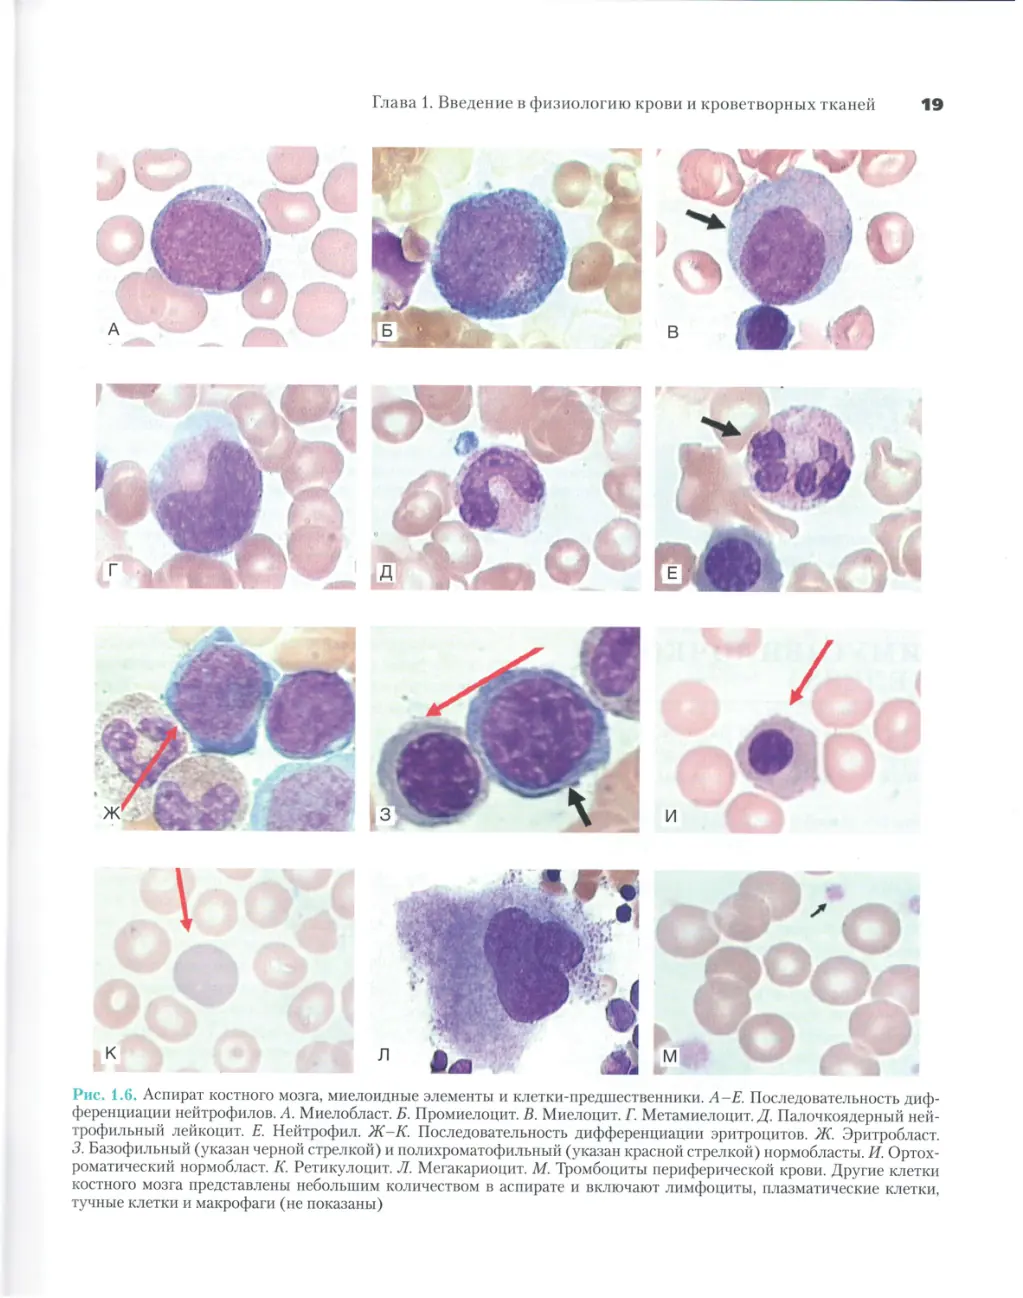 Глава 1. Введение в физиологию крови и кроветворных тканей 19
А
Б
В
Г
Д
Е
Ж
З
И
К
Л
М
Рис. 1.6. Аспират костного мозга, миелоидные элементы и клетки-предшественники. А–Е. Последовательность диф-
ференциации нейтрофилов. А. Миелобласт. Б. Промиелоцит. В. Миелоцит. Г. Метамиелоцит. Д. Палочкоядерный ней-
трофильный лейкоцит. Е. Нейтрофил. Ж–К. Последовательность дифференциации эритроцитов. Ж. Эритробласт.
З. Базофильный (указан черной стрелкой) и полихроматофильный (указан красной стрелкой) нормобласты. И. Ортох-
роматический нормобласт. К. Ретикулоцит. Л. Мегакариоцит. М. Тромбоциты периферической крови. Другие клетки
костного мозга представлены небольшим количеством в аспирате и включают лимфоциты, плазматические клетки,
тучные клетки и макрофаги (не показаны)